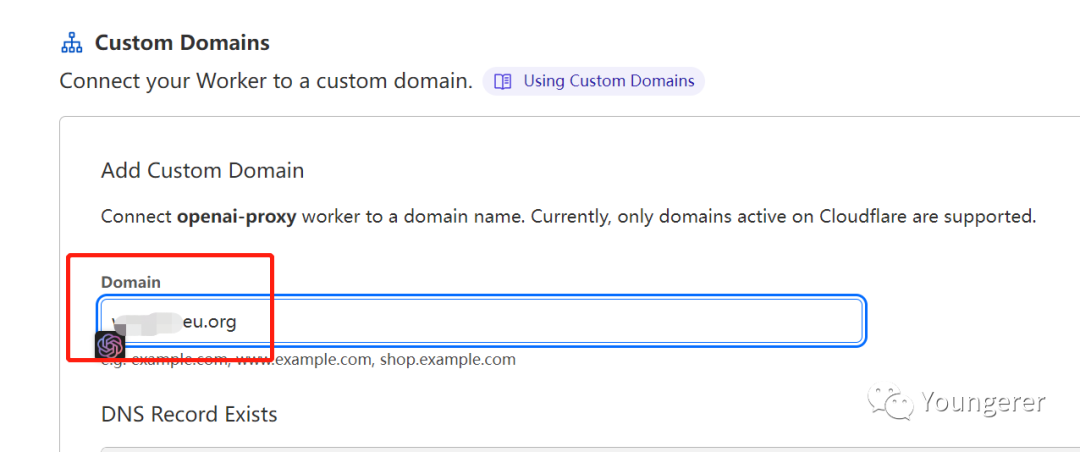 Custom Domains
Connect your Worker to a custom domain. Using Custom Domains
Add Custom Domain
Connect openai-proxy worker to a domain name. Currently, only domains active on Cloudflare are supported.
Domain
eu.org
e.g. example.com, www.example.com, shop.example.com
DNS Record Exists
Youngerer